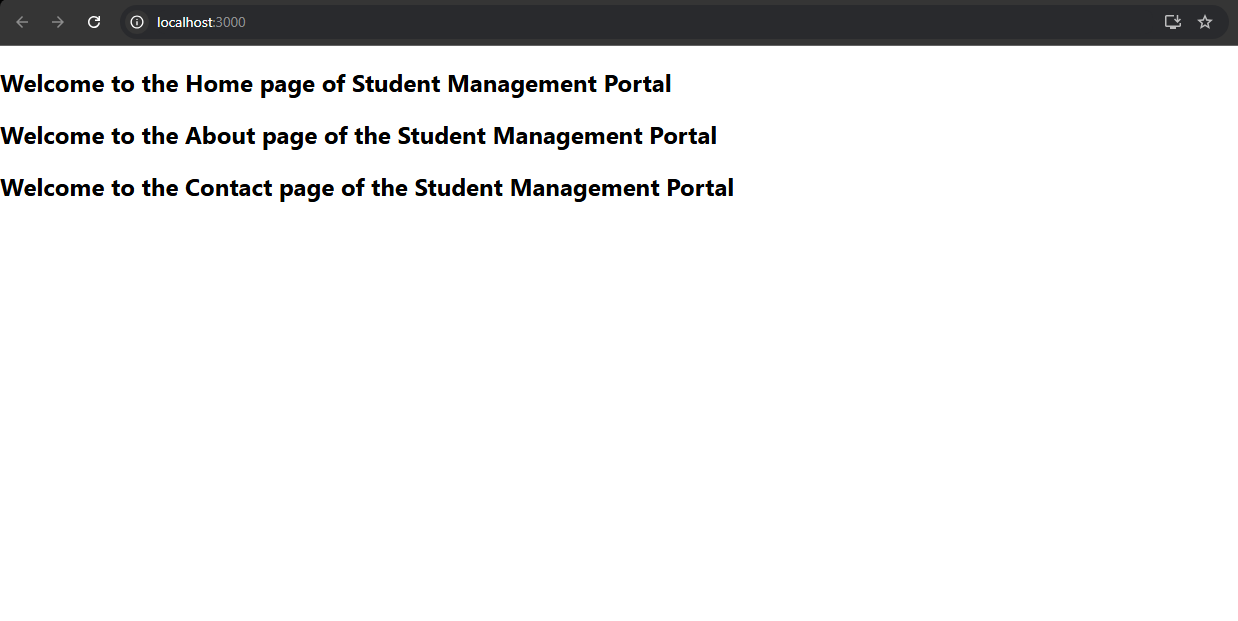 localhost:3000
Welcome to the Home page of Student Management Portal
Welcome to the About page of the Student Management Portal
Welcome to the Contact page of the Student Management Portal